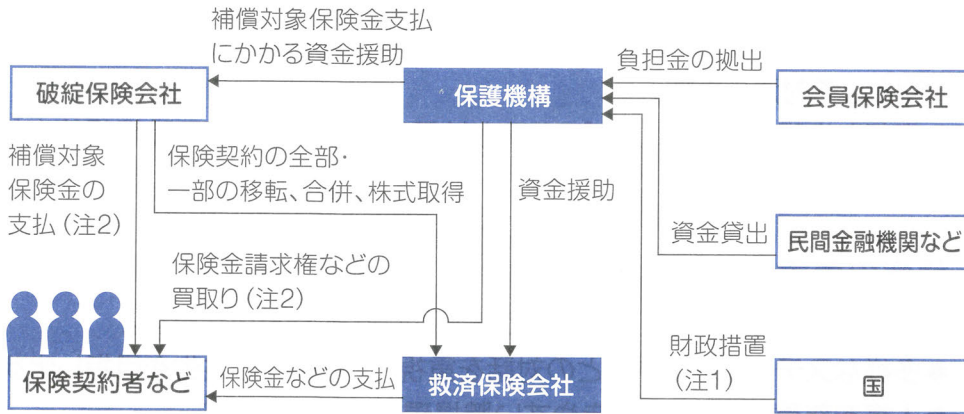 補償対象保険金支払
にかかる資金援助
負担金の拠出
破綻保険会社
保護機構
会員保険会社
補償対象
保険金の
支払（注2）
保険契約の全部・
一部の移転、合併、株式取得
資金援助
資金貸出
民間金融機関など
保険金請求権などの
買取り（注2）
財政措置
（注1）
保険契約者など
保険金などの支払
救済保険会社
国